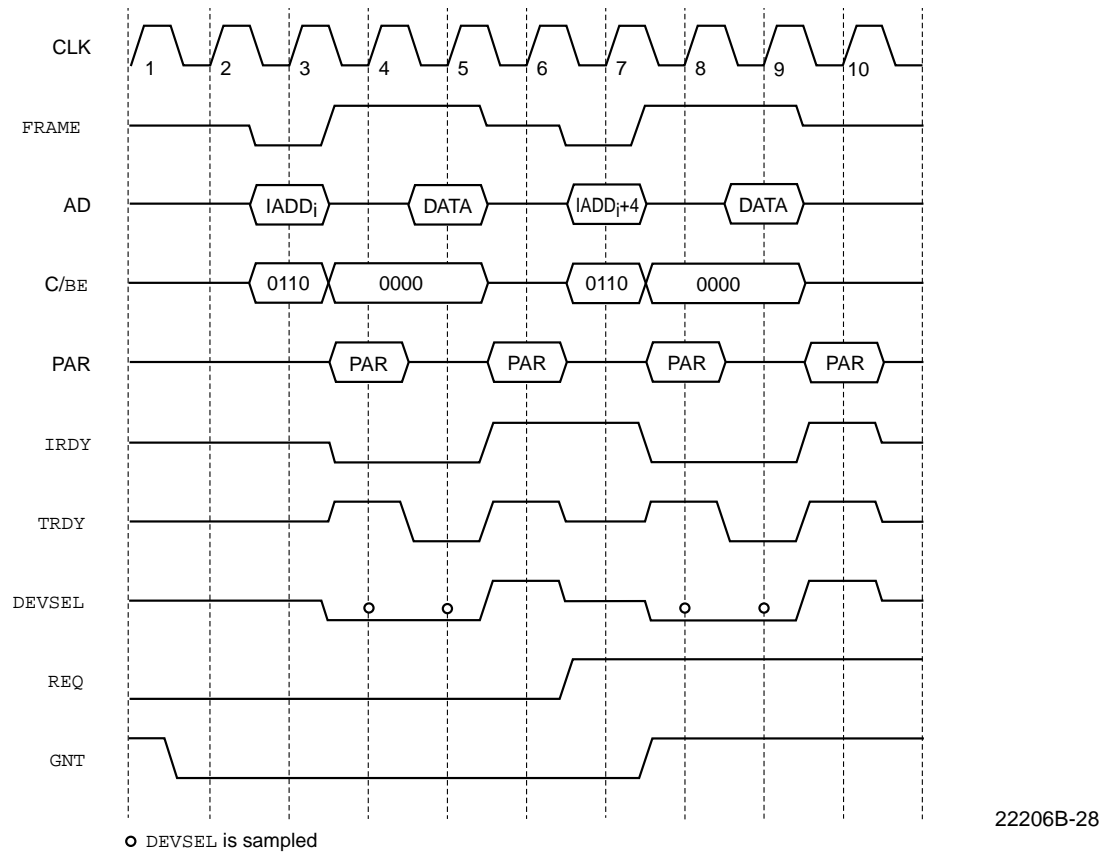 CLK
1 2 3 4 5 6 7 8 9 10
FRAME
AD
IADDi DATA IADDi+4 DATA
C/BE
0110 0000 0110 0000
PAR
PAR PAR PAR PAR
IRDY
TRDY
DEVSEL
REQ
GNT
22206B-28
DEVSEL is sampled